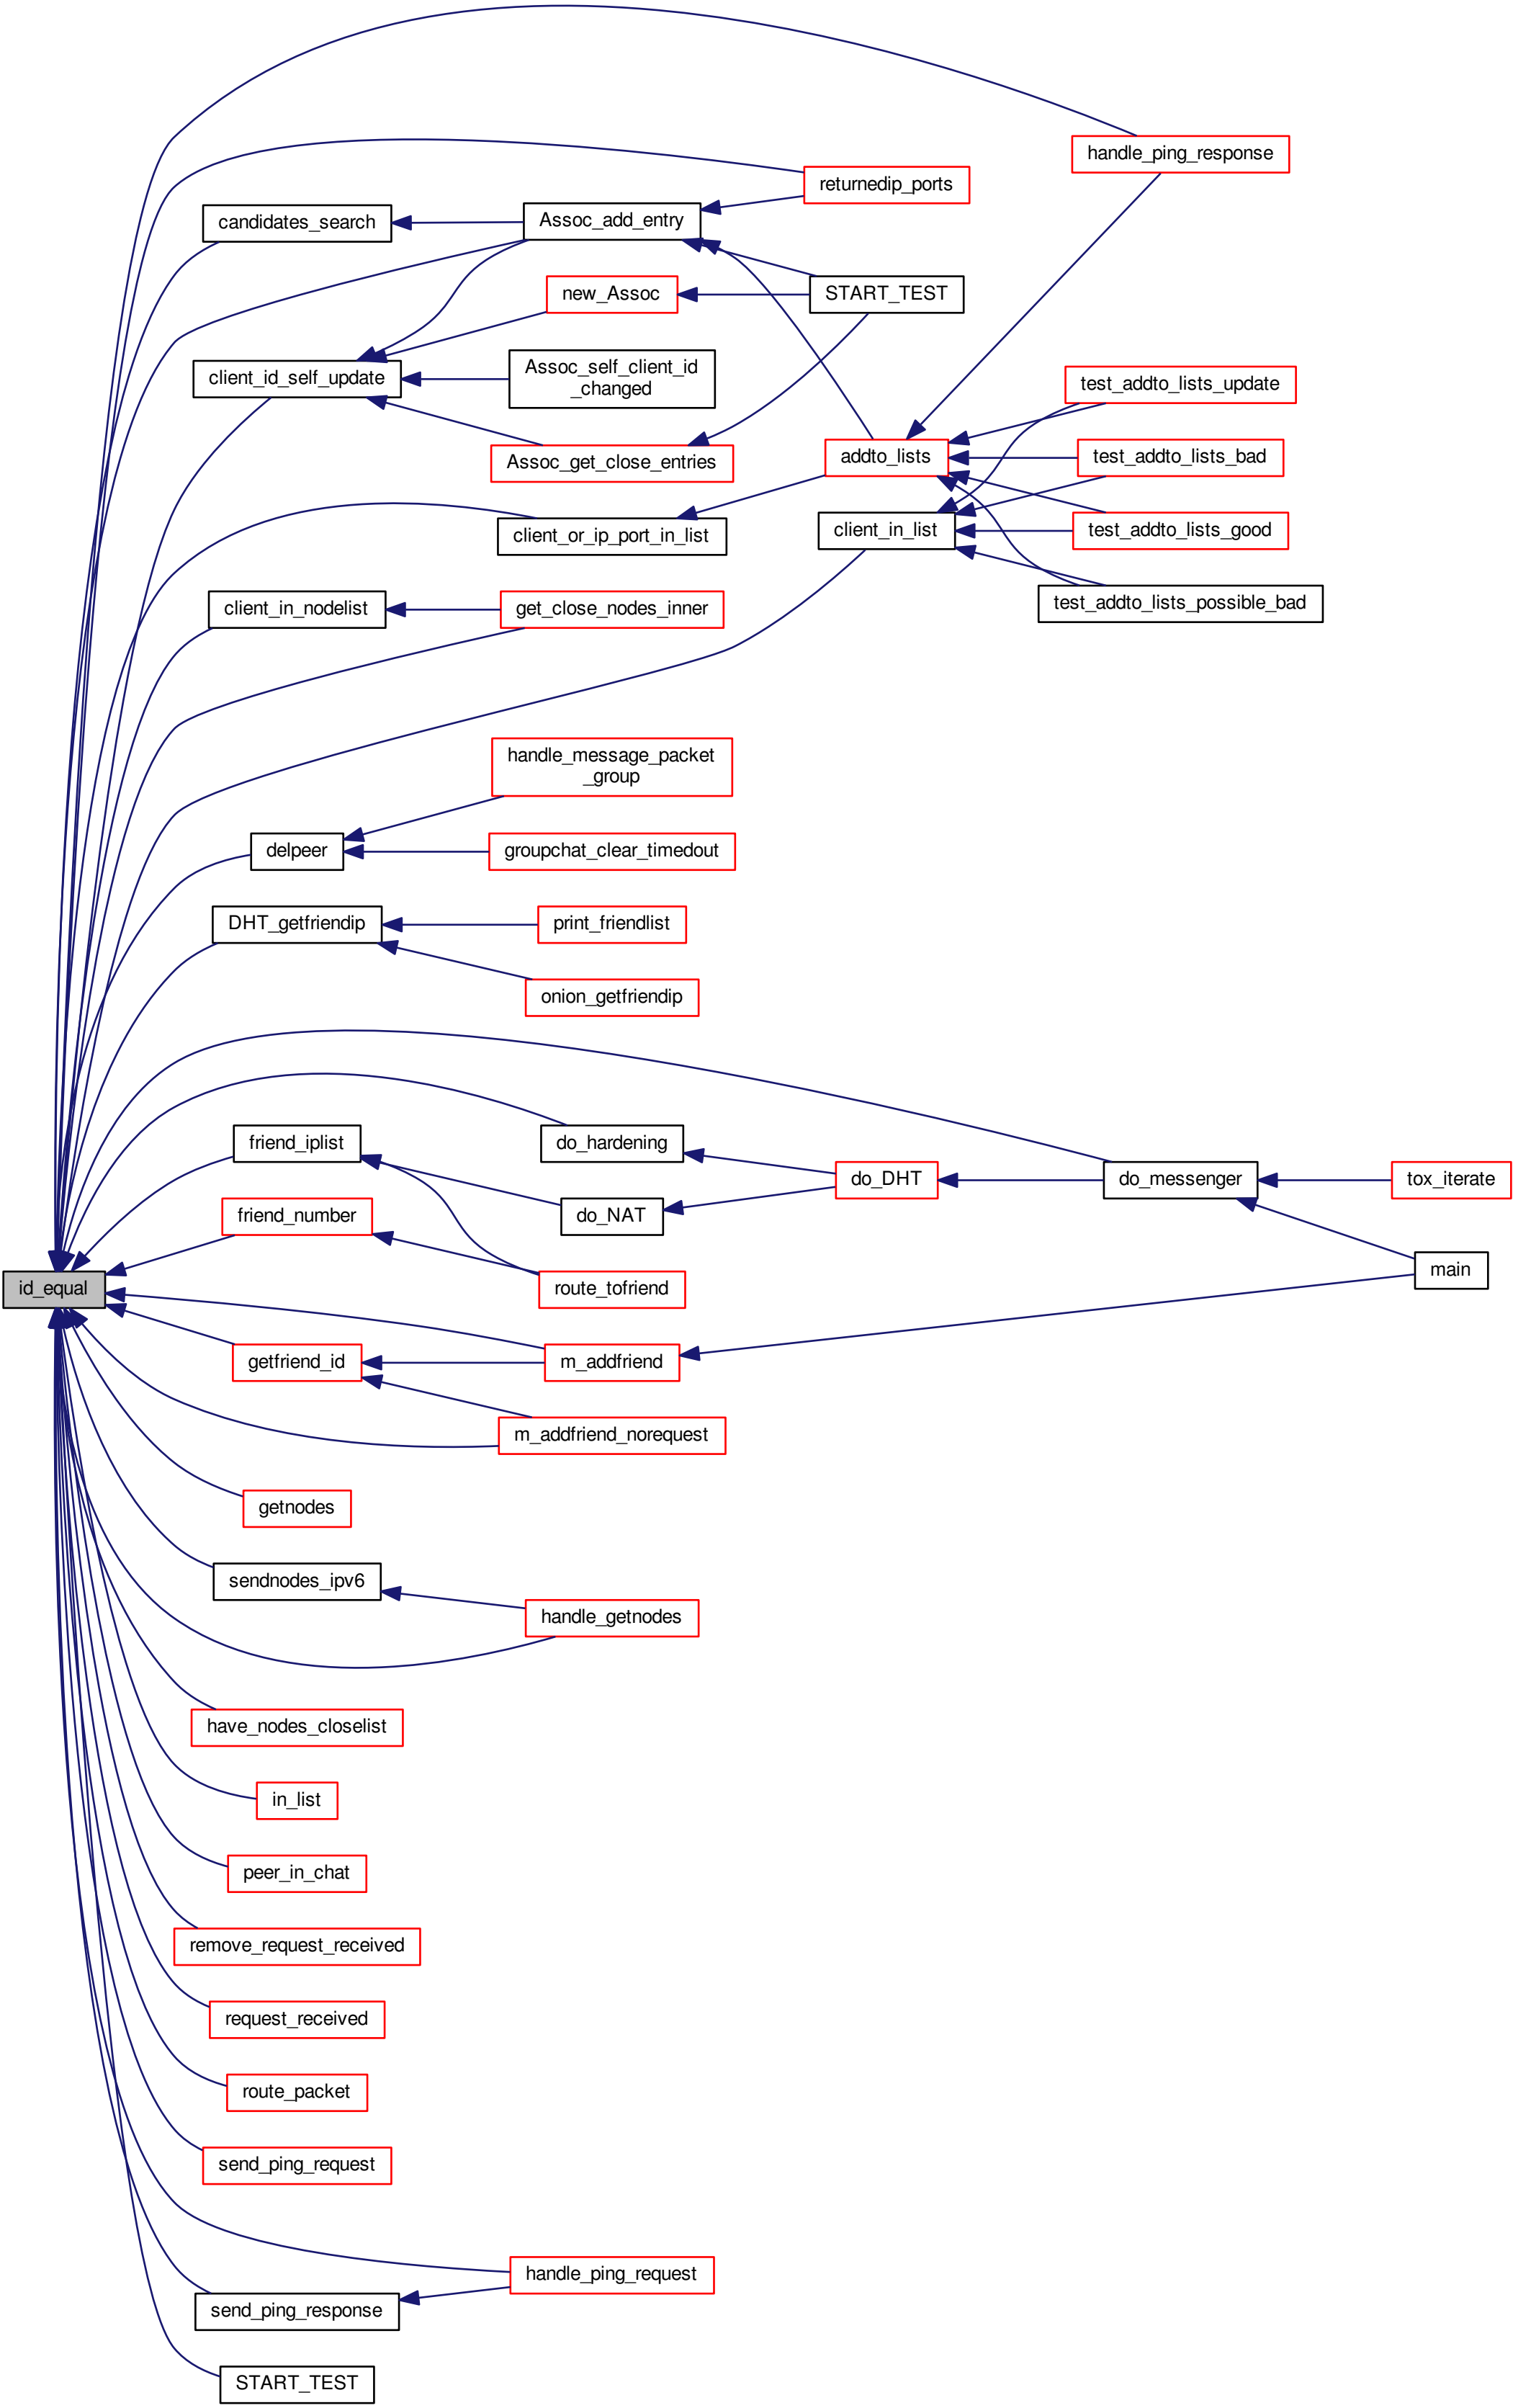 handle_ping_response
returnedip_ports
candidates_search
Assoc_add_entry
new_Assoc
START_TEST
client_id_self_update
Assoc_self_client_id
_changed
test_addto_lists_update
addto_lists
test_addto_lists_bad
Assoc_get_close_entries
client_or_ip_port_in_list
client_in_list
test_addto_lists_good
client_in_nodelist
get_close_nodes_inner
test_addto_lists_possible_bad
handle_message_packet
_group
delpeer
groupchat_clear_timedout
DHT_getfriendip
print_friendlist
onion_getfriendip
friend_iplist
do_hardening
do_DHT
do_messenger
tox_iterate
friend_number
do_NAT
id_equal
route_tofriend
main
getfriend_id
m_addfriend
m_addfriend_norequest
getnodes
sendnodes_ipv6
handle_getnodes
have_nodes_closelist
in_list
peer_in_chat
remove_request_received
request_received
route_packet
send_ping_request
handle_ping_request
send_ping_response
START_TEST